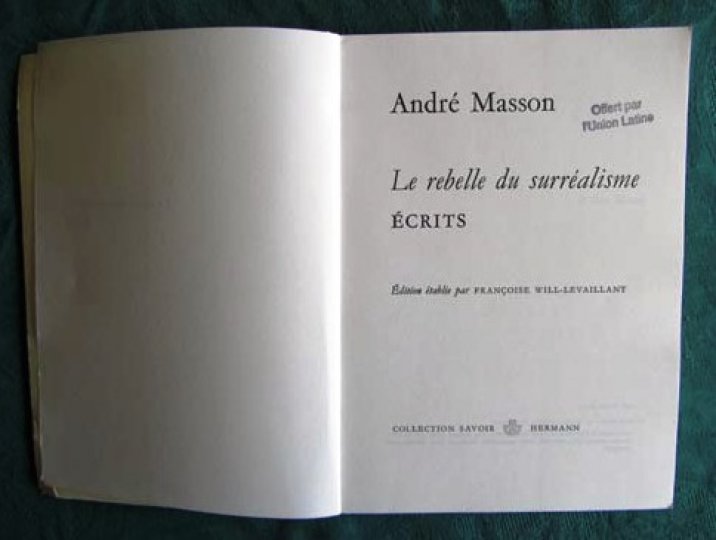 André Masson
Offert par
l'Union Latine
Le rebelle du surréalisme
ÉCRITS
Édition établie par FRANÇOISE WILL-LEVAILLANT
COLLECTION SAVOIR HERMANN